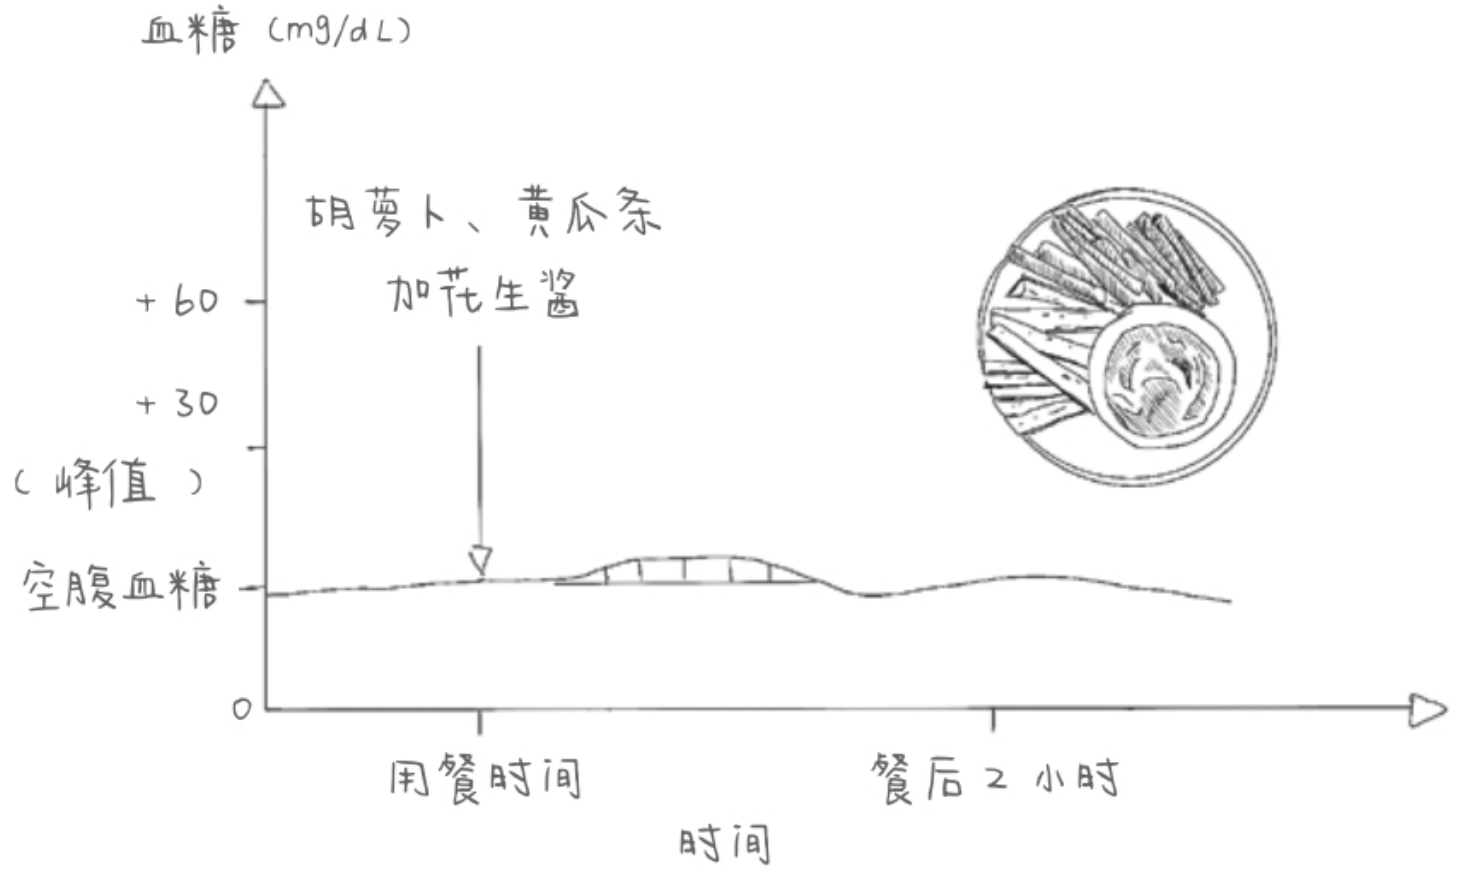 血糖 (mg/dL)
胡萝卜、黄瓜条
加花生酱
+ 60
+ 30
( 峰值 )
空腹血糖
0
用餐时间
餐后 2 小时
时间